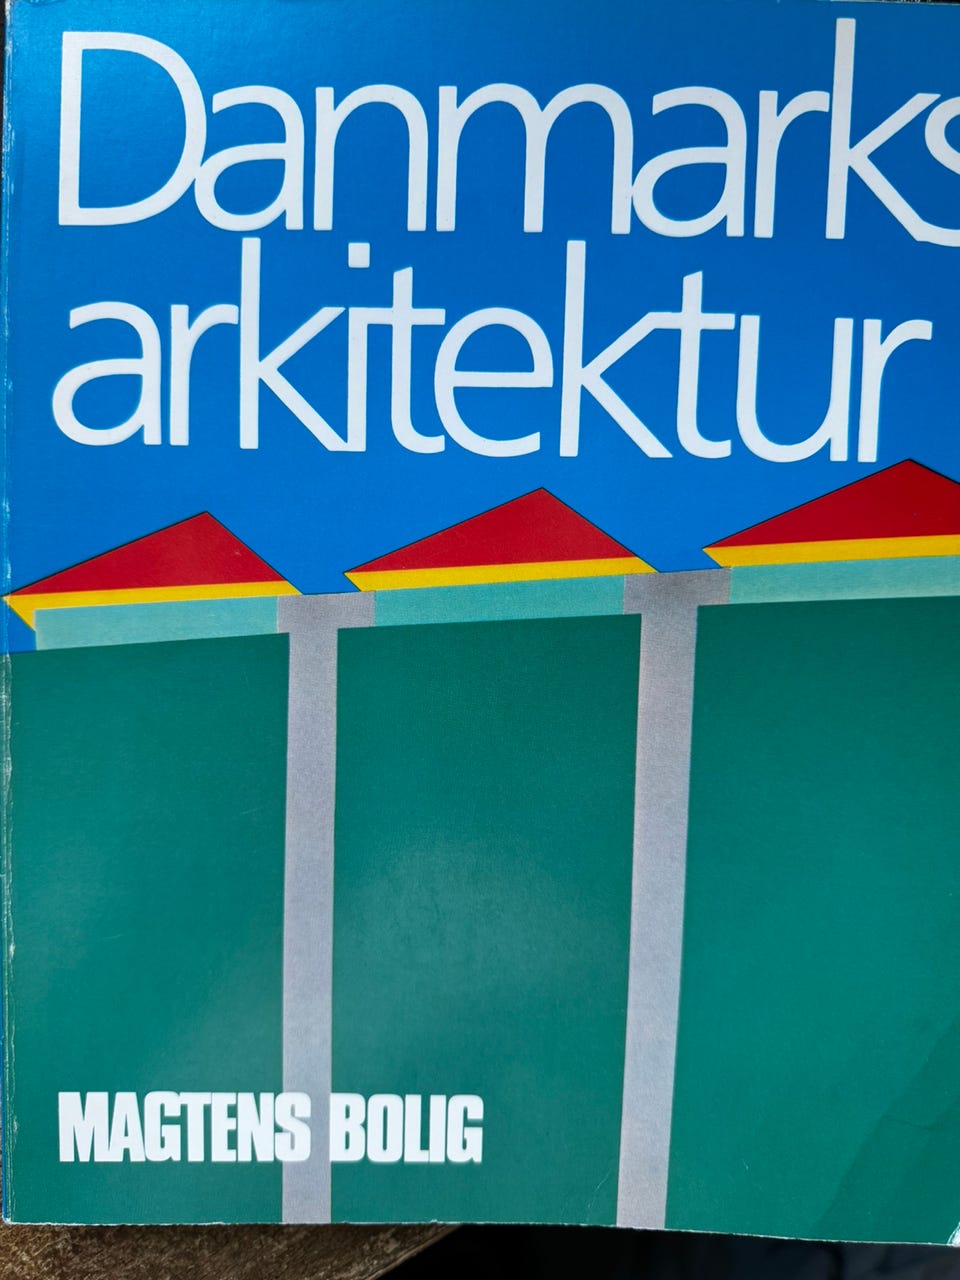 Danmarks
arkitektur
MAGTENS BOLIG